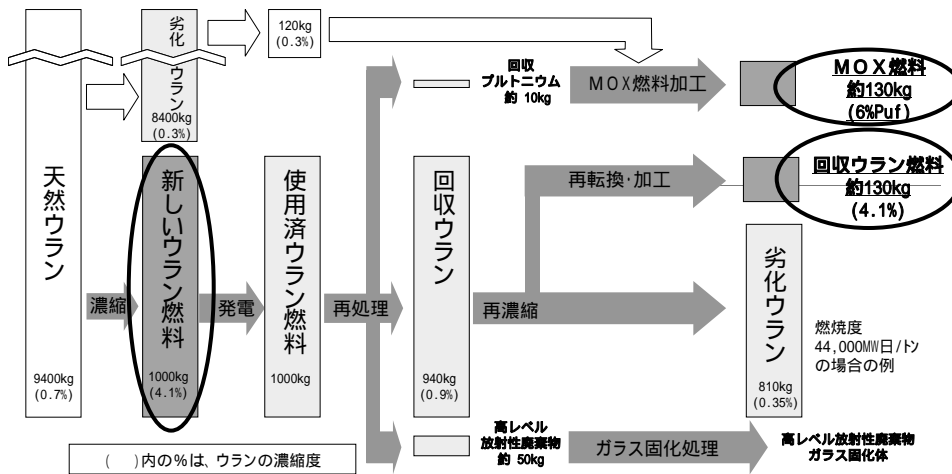 劣化ウラン
8400kg
(0.3%)
120kg
(0.3%)
回収
プルトニウム
約 10kg
MOX燃料加工
MOX燃料
約130kg
(6%Puf)
天然ウラン
9400kg
(0.7%)
濃縮
新しいウラン燃料
1000kg
(4.1%)
発電
使用済ウラン燃料
1000kg
再処理
回収ウラン
940kg
(0.9%)
再転換・加工
回収ウラン燃料
約130kg
(4.1%)
再濃縮
劣化ウラン
810kg
(0.35%)
燃焼度
44,000MW日/トン
の場合の例
高レベル
放射性廃棄物
約 50kg
ガラス固化処理
高レベル放射性廃棄物
ガラス固化体
( )内の%は、ウランの濃縮度